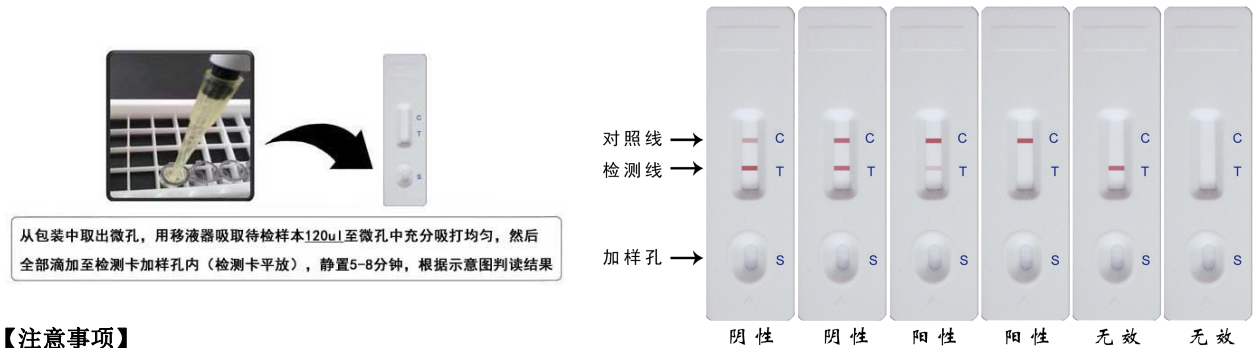 C
T
S
从包装中取出微孔，用移液器吸取待检样本120ul至微孔中充分吸打均匀，然后
全部滴加至检测卡加样孔内（检测卡平放），静置5-8分钟，根据示意图判读结果
【注意事项】
对照线
检测线
加样孔
C C C C C C
T T T T T T
S S S S S S
阴性 阴性 阳性 阳性 无效 无效